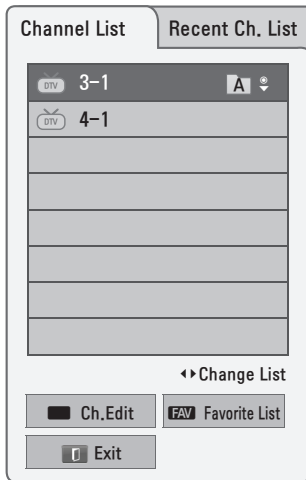 Channel List Recent Ch. List
DTV 3-1 A
DTV 4-1
Change List
Ch.Edit FAV Favorite List
Exit